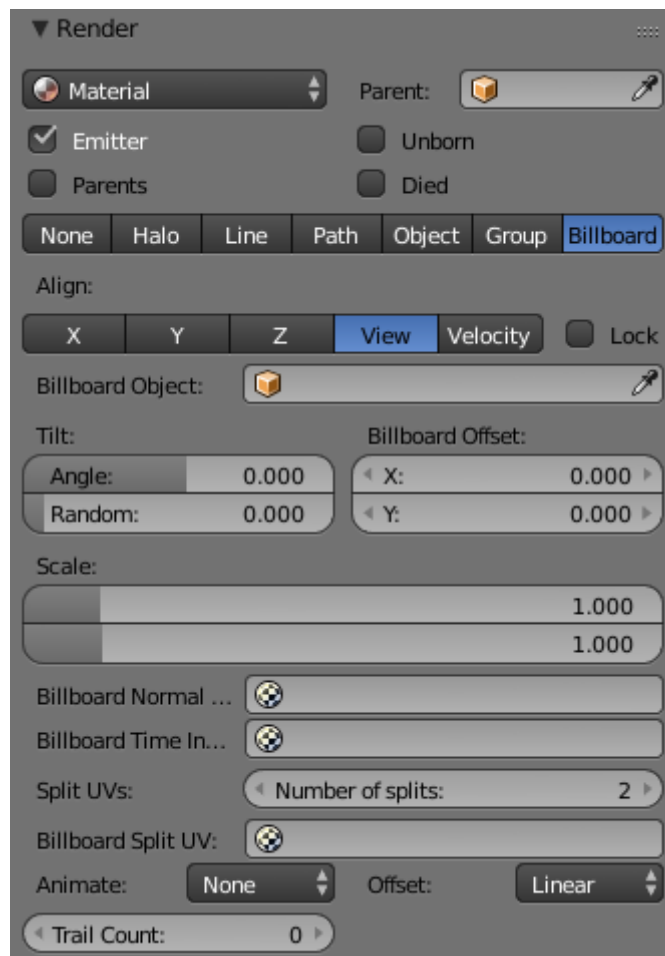 Render
Material Parent:
Emitter Unborn
Parents Died
None Halo Line Path Object Group Billboard
Align:
X Y Z View Velocity Lock
Billboard Object:
Tilt: Billboard Offset:
Angle: 0.000 X: 0.000
Random: 0.000 Y: 0.000
Scale:
1.000
1.000
Billboard Normal ...
Billboard Time In...
Split UVs: Number of splits: 2
Billboard Split UV:
Animate: None Offset: Linear
Trail Count: 0